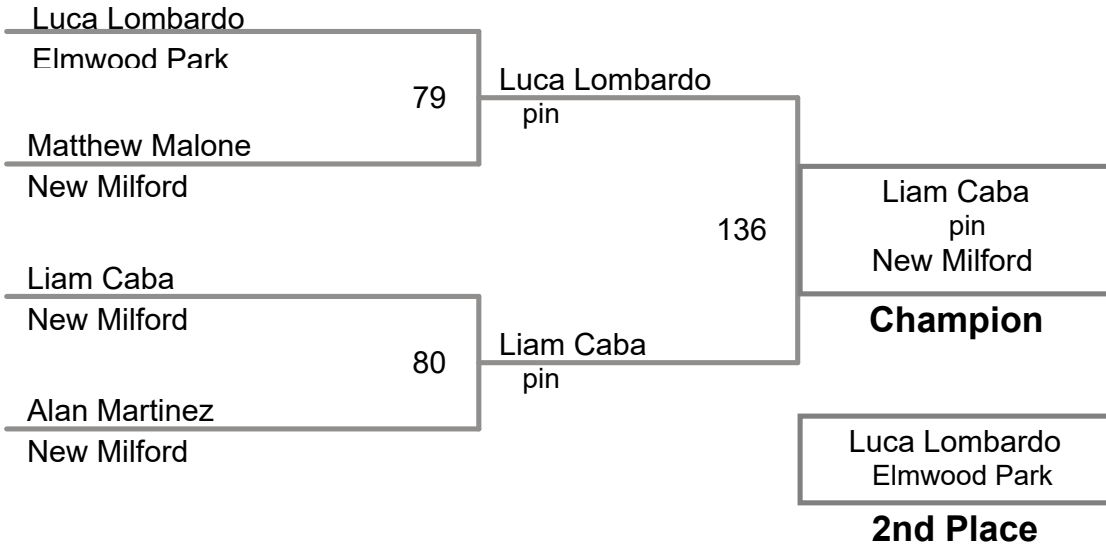 Luca Lombardo
Elmwood Park
79
Matthew Malone
New Milford
Liam Caba
New Milford
80
Alan Martinez
New Milford
Luca Lombardo
pin
136
Liam Caba
pin
Liam Caba
pin
New Milford
Champion
Luca Lombardo
Elmwood Park
2nd Place